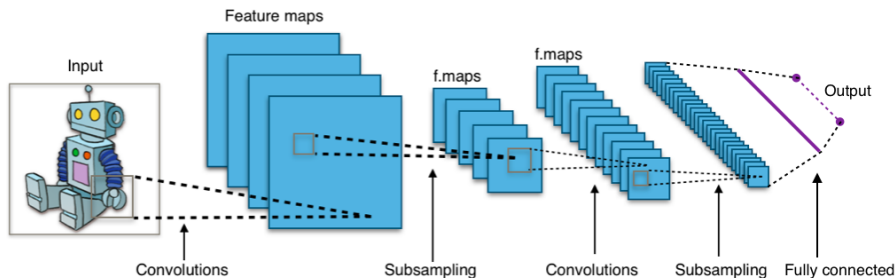 Feature maps
Input
f.maps
f.maps
Output
Convolutions
Subsampling
Convolutions
Subsampling
Fully connected